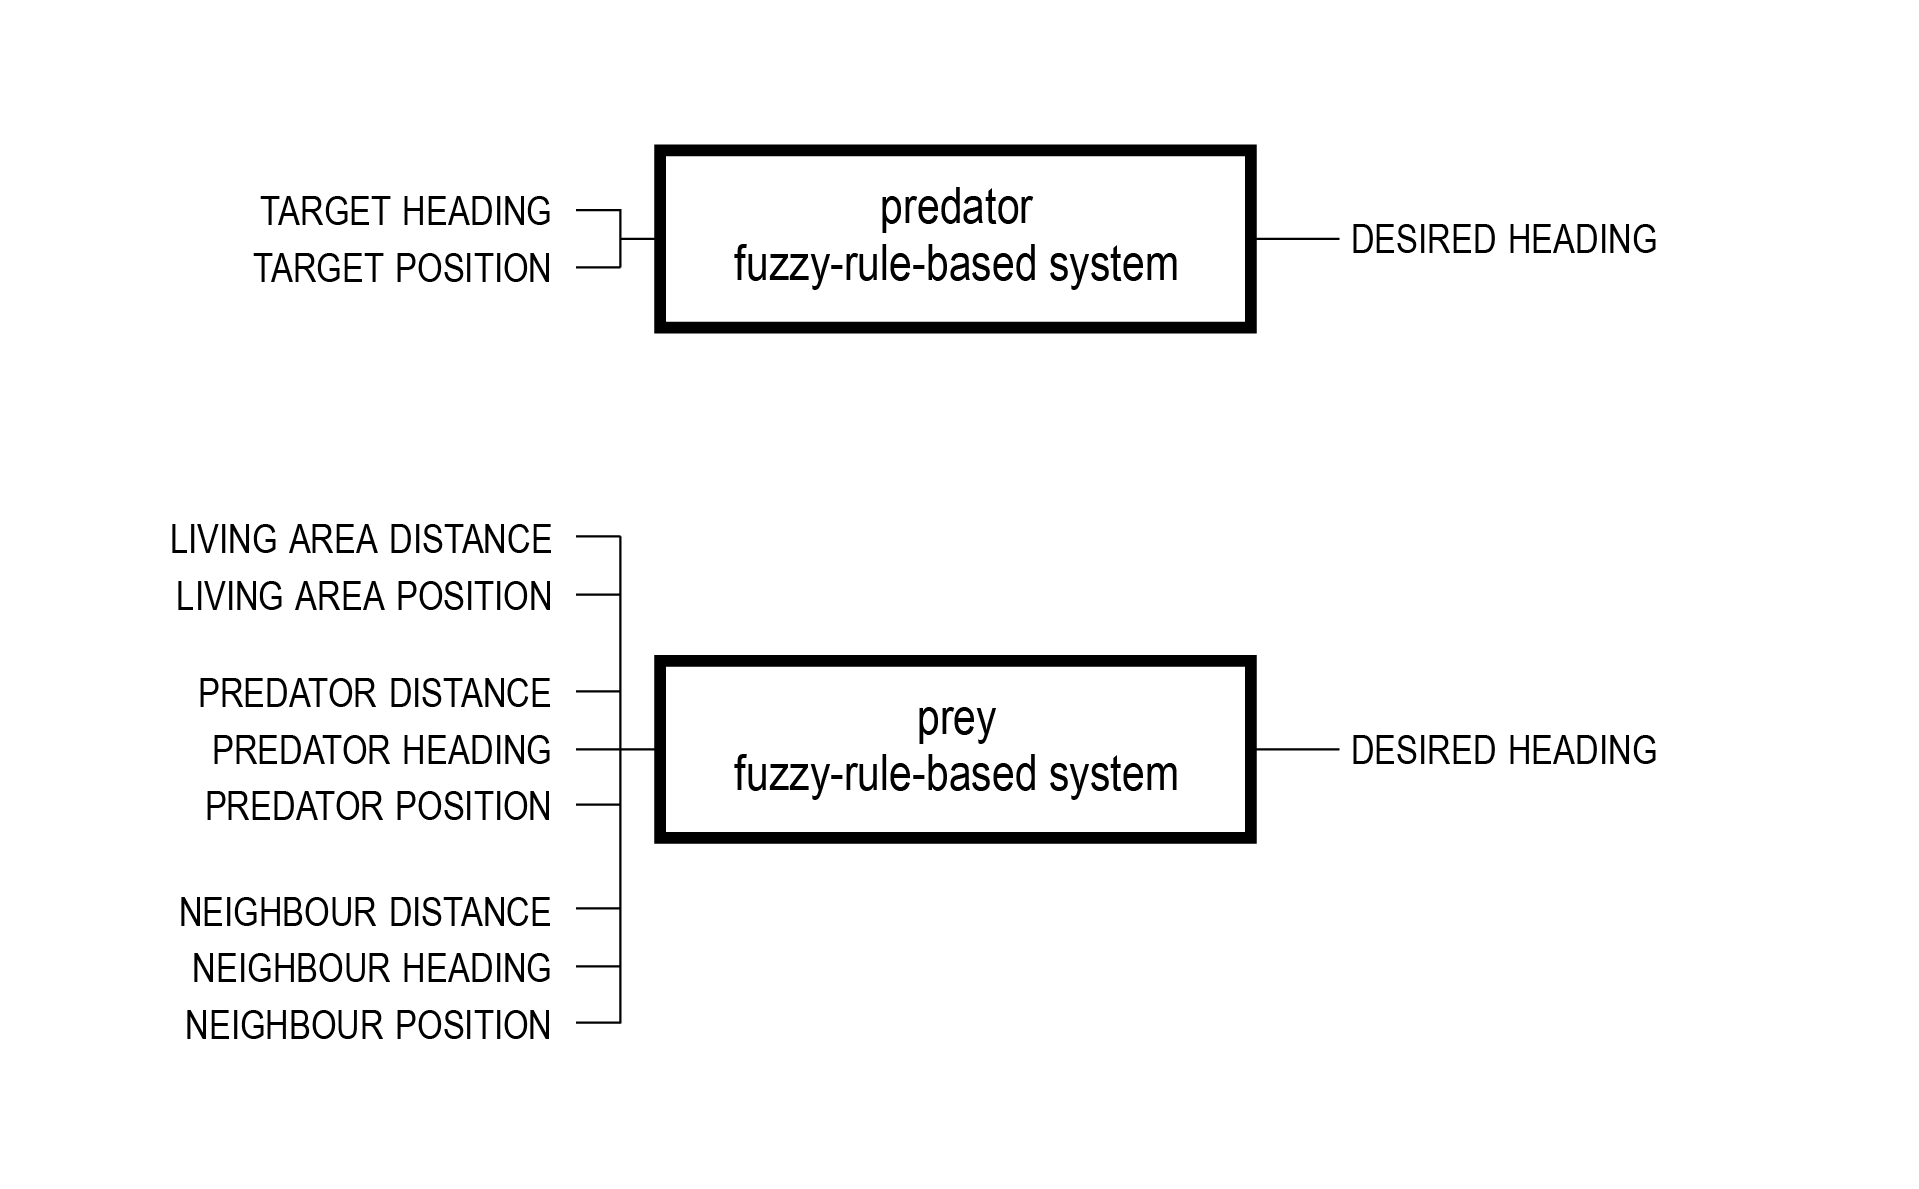 TARGET HEADING
TARGET POSITION
predator
fuzzy-rule-based system
DESIRED HEADING
LIVING AREA DISTANCE
LIVING AREA POSITION
PREDATOR DISTANCE
PREDATOR HEADING
PREDATOR POSITION
NEIGHBOUR DISTANCE
NEIGHBOUR HEADING
NEIGHBOUR POSITION
prey
fuzzy-rule-based system
DESIRED HEADING